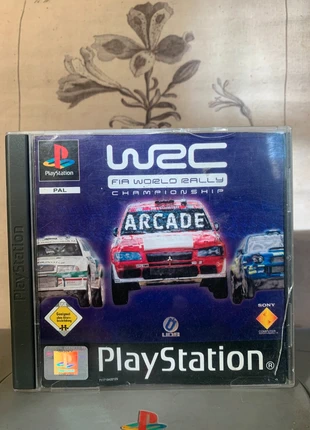 PlayStation
PAL
WRC
FIA WORLD RALLY
CHAMPIONSHIP
ARCADE
SONY
PlayStation®
PlayStation